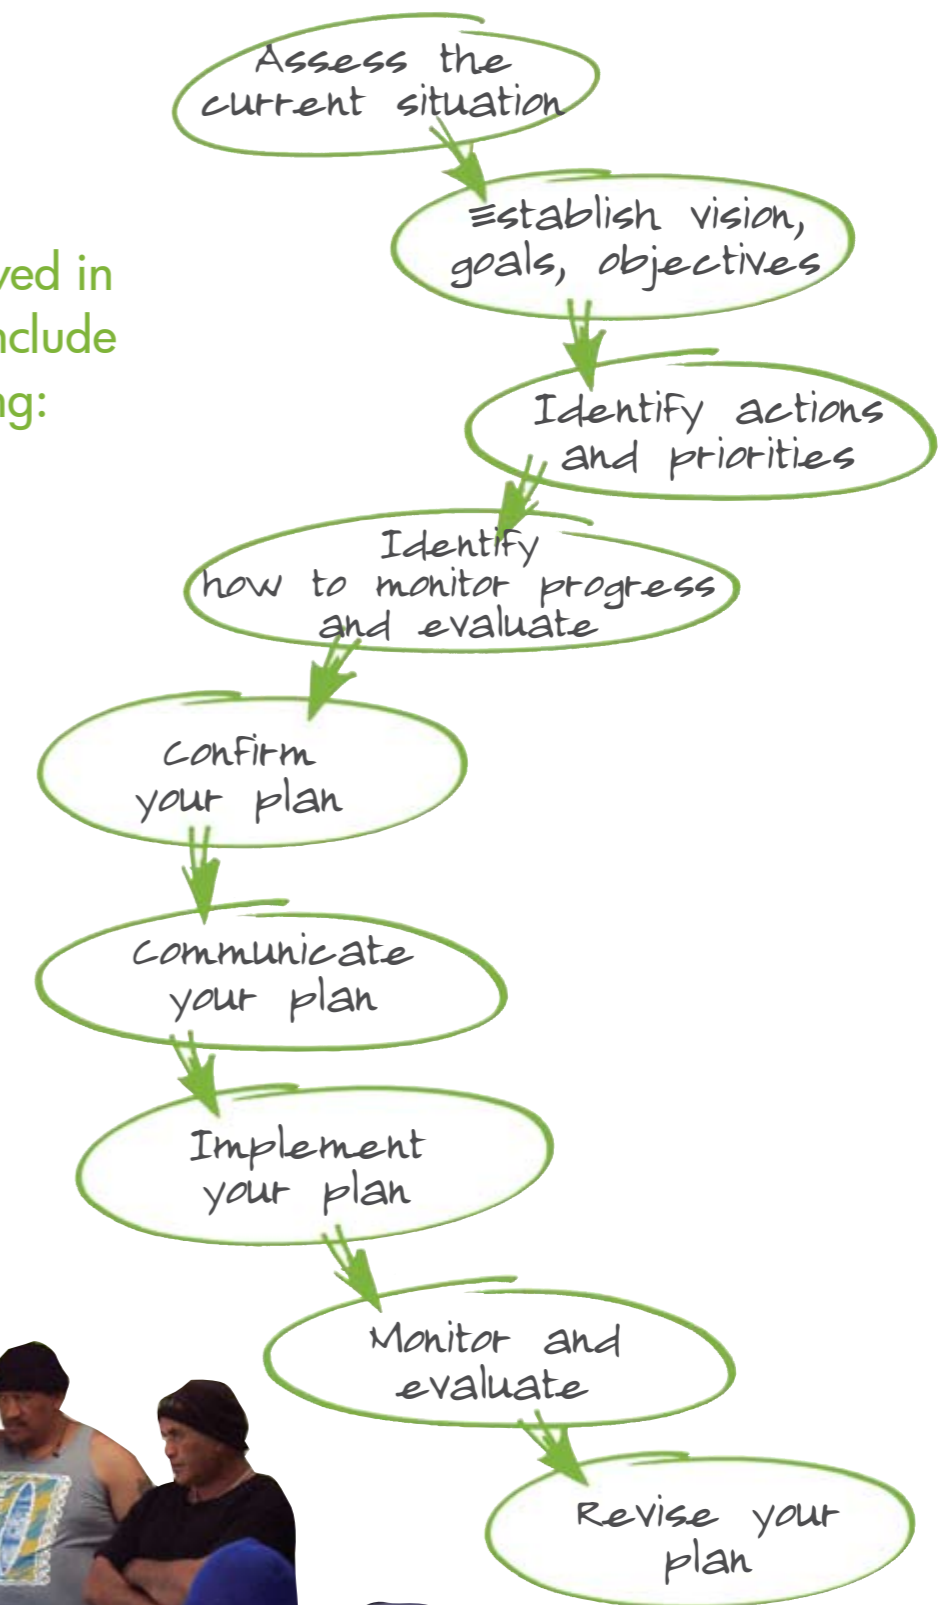 Assess the
current situation
Establish vision,
goals, objectives
ved in
nclude
ng:
Identify actions
and priorities
Identify
how to monitor progress
and evaluate
Confirm
your plan
Communicate
your plan
Implement
your plan
Monitor and
evaluate
Revise your
plan